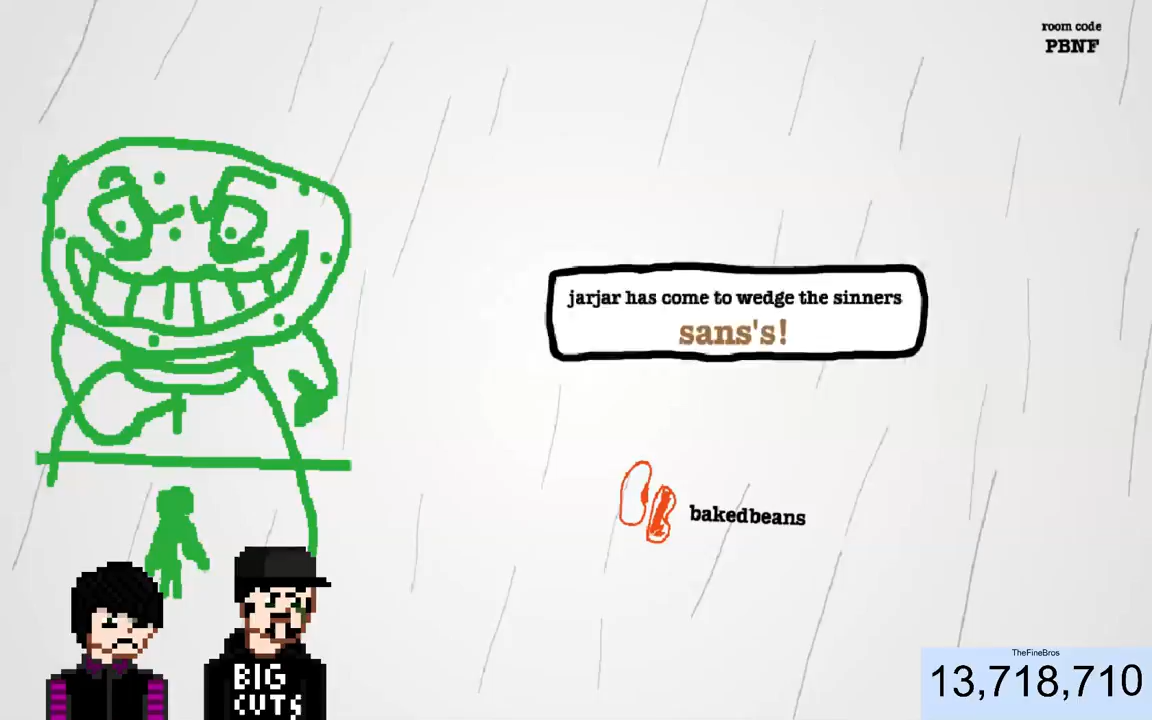 room code
PBNF
jarjar has come to wedge the sinners
sans's!
bakedbeans
BIG
CUTS
TheFineBros
13,718,710